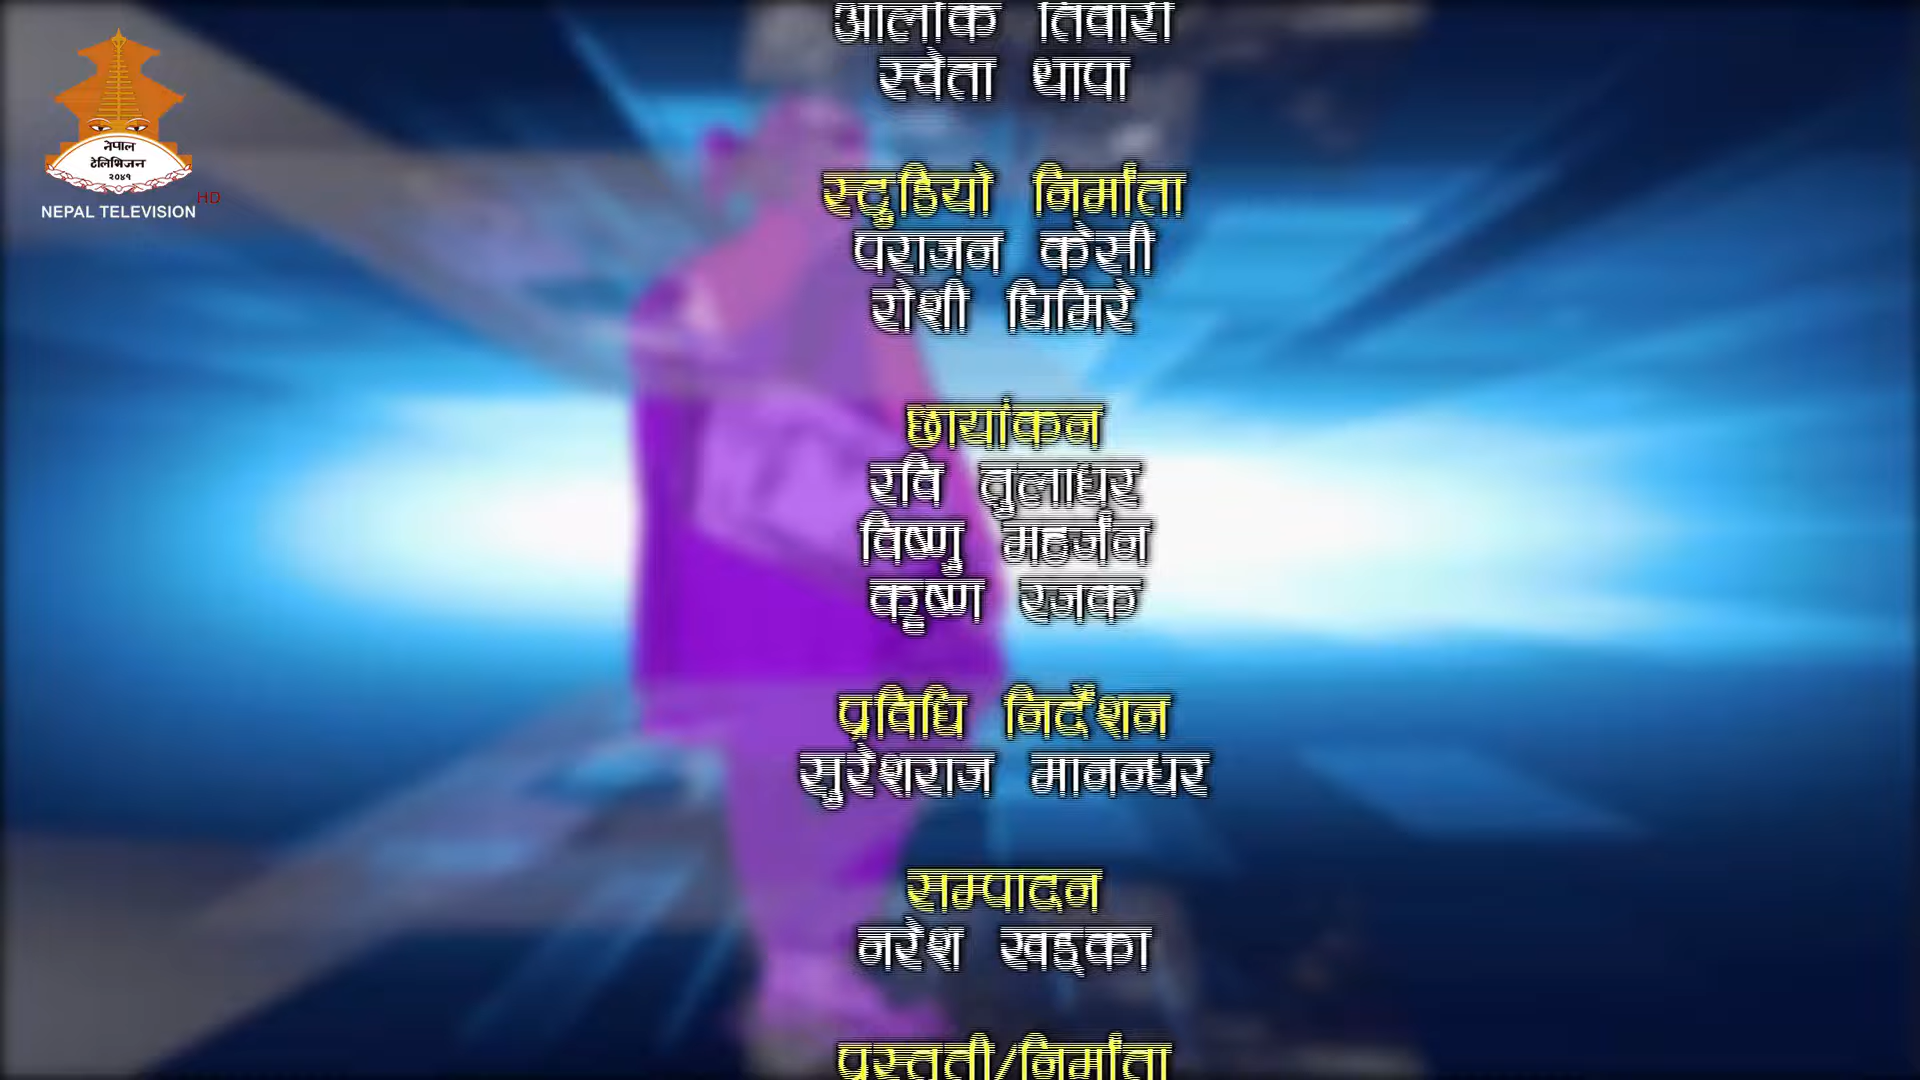 नेपाल
टेलिभिजन
२०४१
HD
NEPAL TELEVISION
आलोक तिवारी
स्वेता थापा
स्टुडियो निर्माता
पराजन केसी
रोशी घिमिरे
छायांकन
रवि तुलाधर
विष्णु महर्जन
कृष्ण रजक
प्रविधि निर्देशन
सुरेशराज मानन्धर
सम्पादन
नरेश खड्का
प्रस्तुती/निर्माता